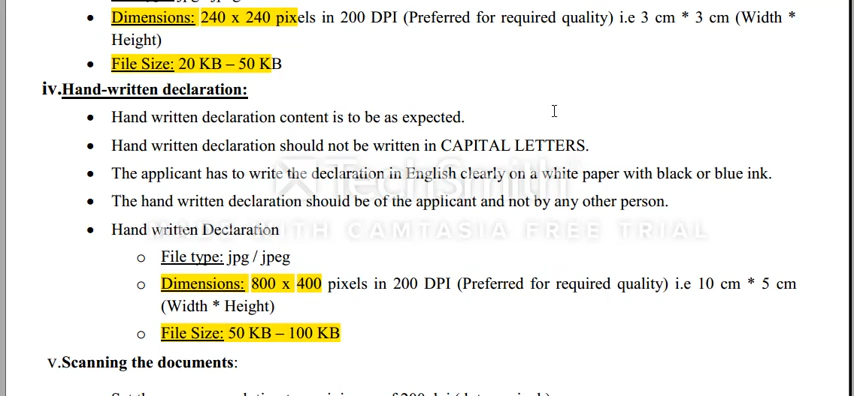 • Dimensions: 240 x 240 pixels in 200 DPI (Preferred for required quality) i.e 3 cm * 3 cm (Width *
Height)
• File Size: 20 KB – 50 KB
iv.Hand-written declaration:
• Hand written declaration content is to be as expected.
• Hand written declaration should not be written in CAPITAL LETTERS.
• The applicant has to write the declaration in English clearly on a white paper with black or blue ink.
TechSmith
• The hand written declaration should be of the applicant and not by any other person.
• Hand written Declaration
MADE WITH CAMTASIA FREE TRIAL
o File type: jpg / jpeg
o Dimensions: 800 x 400 pixels in 200 DPI (Preferred for required quality) i.e 10 cm * 5 cm
(Width * Height)
o File Size: 50 KB – 100 KB
v.Scanning the documents: